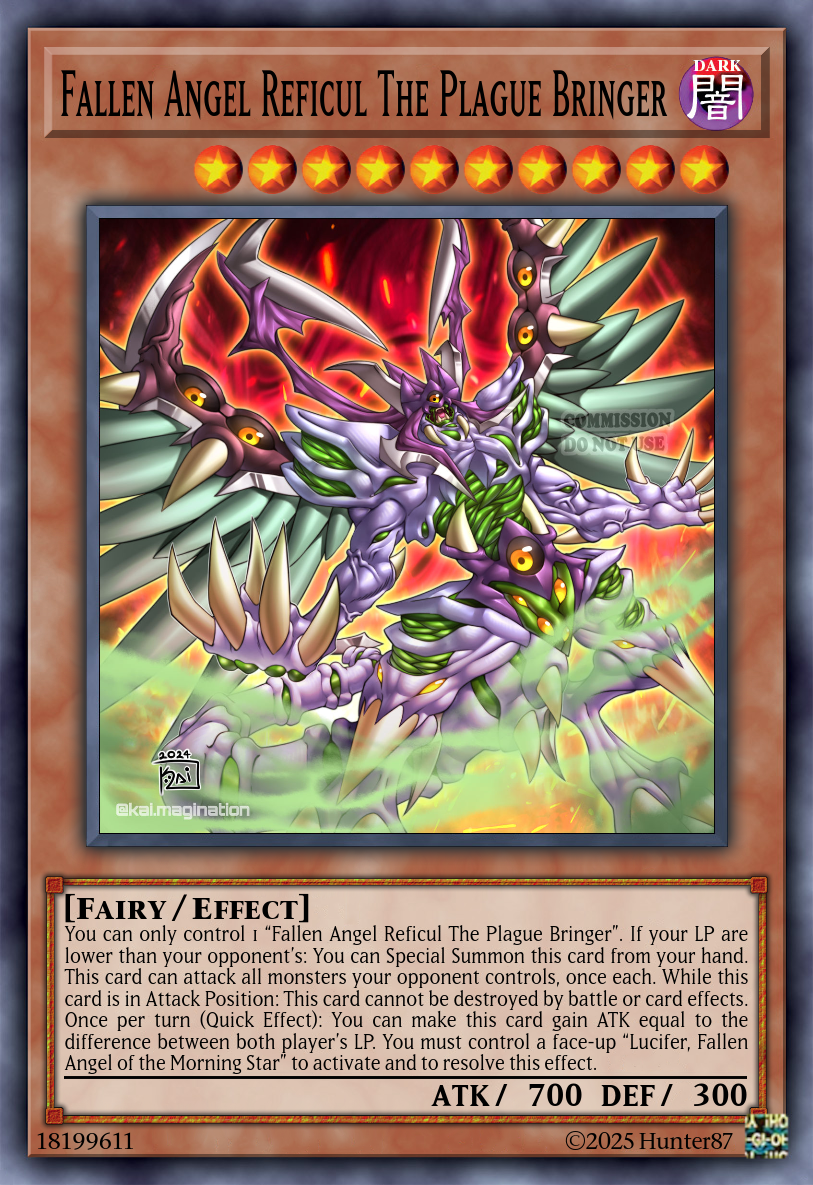 FALLEN ANGEL REFICUL THE PLAGUE BRINGER
DARK
闇
COMMISSION
DO NOT USE
2024
KAI
@kai.magination
[FAIRY / EFFECT]
You can only control 1 “Fallen Angel Reficul The Plague Bringer”. If your LP are
lower than your opponent’s: You can Special Summon this card from your hand.
This card can attack all monsters your opponent controls, once each. While this
card is in Attack Position: This card cannot be destroyed by battle or card effects.
Once per turn (Quick Effect): You can make this card gain ATK equal to the
difference between both player’s LP. You must control a face-up “Lucifer, Fallen
Angel of the Morning Star” to activate and to resolve this effect.
ATK / 700 DEF / 300
18199611
©2025 Hunter87